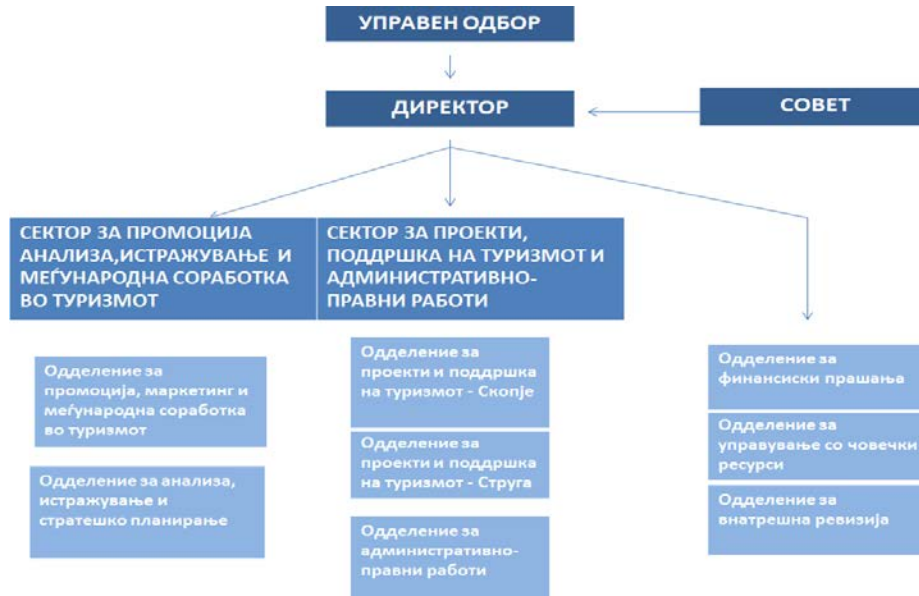 УПРАВЕН ОДБОР
ДИРЕКТОР
СОВЕТ
СЕКТОР ЗА ПРОМОЦИЈА
АНАЛИЗА,ИСТРАЖУВАЊЕ И
МЕЃУНАРОДНА СОРАБОТКА
ВО ТУРИЗМОТ
СЕКТОР ЗА ПРОЕКТИ,
ПОДДРШКА НА ТУРИЗМОТ И
АДМИНИСТРАТИВНО-
ПРАВНИ РАБОТИ
Одделение за
промоција, маркетинг и
меѓународна соработка
во туризмот
Одделение за анализа,
истражување и
стратешко планирање
Одделение за
проекти и поддршка
на туризмот - Скопје
Одделение за
проекти и поддршка
на туризмот - Струга
Одделение за
административно-
правни работи
Одделение за
финансиски прашања
Одделение за
управување со човечки
ресурси
Одделение за
внатрешна ревизија